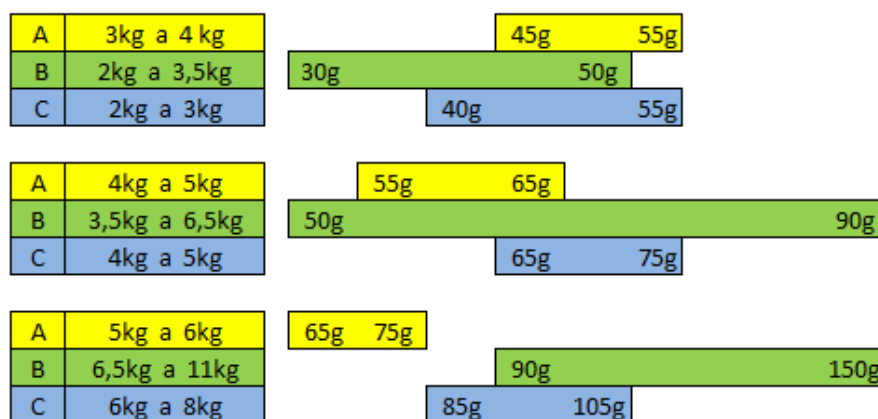 A 3kg a 4 kg 45g 55g
B 2kg a 3,5kg 30g 50g
C 2kg a 3kg 40g 55g
A 4kg a 5kg 55g 65g
B 3,5kg a 6,5kg 50g 90g
C 4kg a 5kg 65g 75g
A 5kg a 6kg 65g 75g
B 6,5kg a 11kg 90g 150g
C 6kg a 8kg 85g 105g